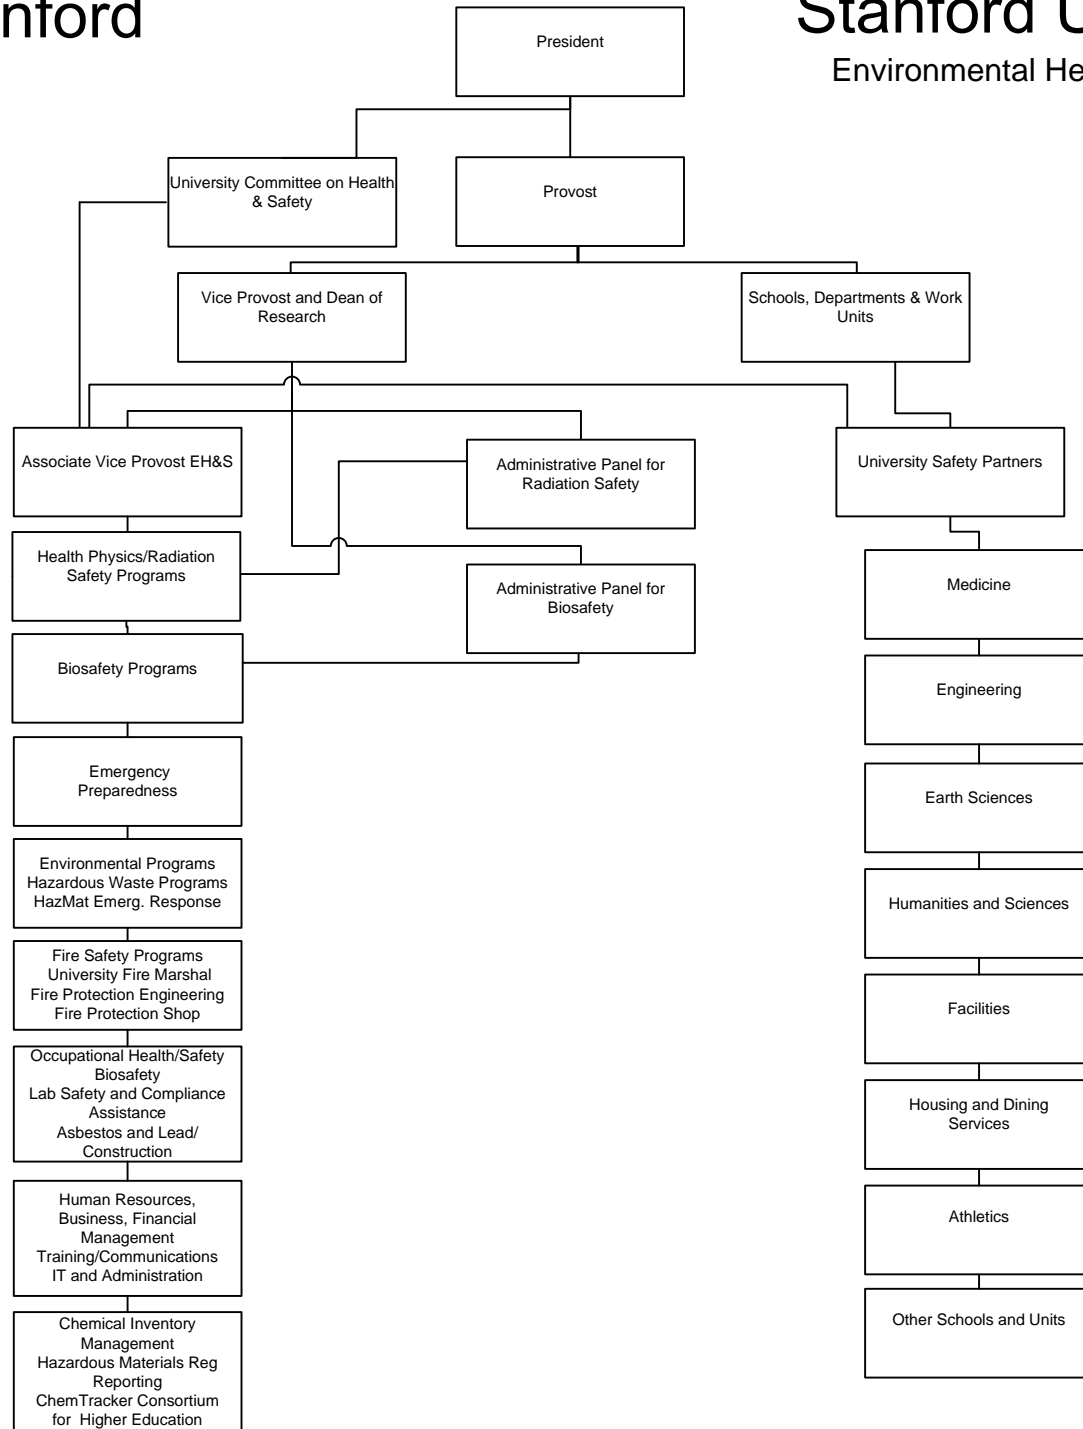 nford
Stanford U
Environmental He
President
University Committee on Health
& Safety
Provost
Vice Provost and Dean of
Research
Schools, Departments & Work
Units
Associate Vice Provost EH&S
Administrative Panel for
Radiation Safety
University Safety Partners
Health Physics/Radiation
Safety Programs
Administrative Panel for
Biosafety
Medicine
Biosafety Programs
Engineering
Emergency
Preparedness
Earth Sciences
Environmental Programs
Hazardous Waste Programs
HazMat Emerg. Response
Humanities and Sciences
Fire Safety Programs
University Fire Marshal
Fire Protection Engineering
Fire Protection Shop
Facilities
Occupational Health/Safety
Biosafety
Lab Safety and Compliance
Assistance
Asbestos and Lead/
Construction
Housing and Dining
Services
Human Resources,
Business, Financial
Management
Training/Communications
IT and Administration
Athletics
Chemical Inventory
Management
Hazardous Materials Reg
Reporting
ChemTracker Consortium
for Higher Education
Other Schools and Units